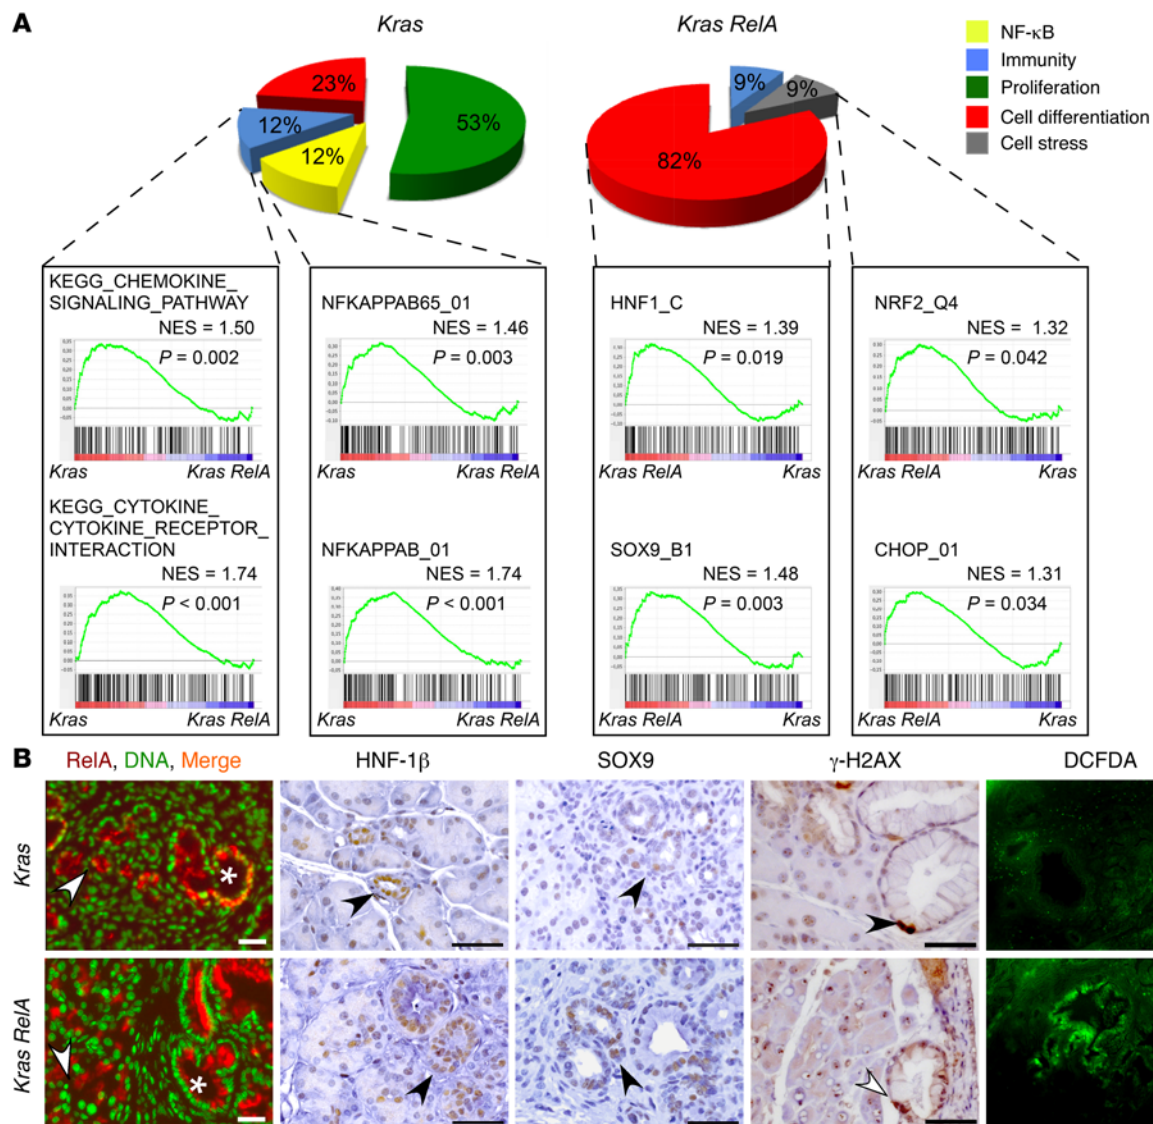 A
Kras
Kras RelA
NF-κB
Immunity
Proliferation
Cell differentiation
Cell stress
23%
53%
12%
12%
9%
9%
82%
KEGG_CHEMOKINE_
SIGNALING_PATHWAY
NES = 1.50
P = 0.002
Kras
Kras RelA
KEGG_CYTOKINE_
CYTOKINE_RECEPTOR_
INTERACTION
NES = 1.74
P < 0.001
Kras
Kras RelA
NFKAPPAB65_01
NES = 1.46
P = 0.003
Kras
Kras RelA
NFKAPPAB_01
NES = 1.74
P < 0.001
Kras
Kras RelA
HNF1_C
NES = 1.39
P = 0.019
Kras RelA
Kras
SOX9_B1
NES = 1.48
P = 0.003
Kras RelA
Kras
NRF2_Q4
NES = 1.32
P = 0.042
Kras RelA
Kras
CHOP_01
NES = 1.31
P = 0.034
Kras RelA
Kras
B
RelA, DNA, Merge
HNF-1β
SOX9
γ-H2AX
DCFDA
Kras
*
Kras RelA
*